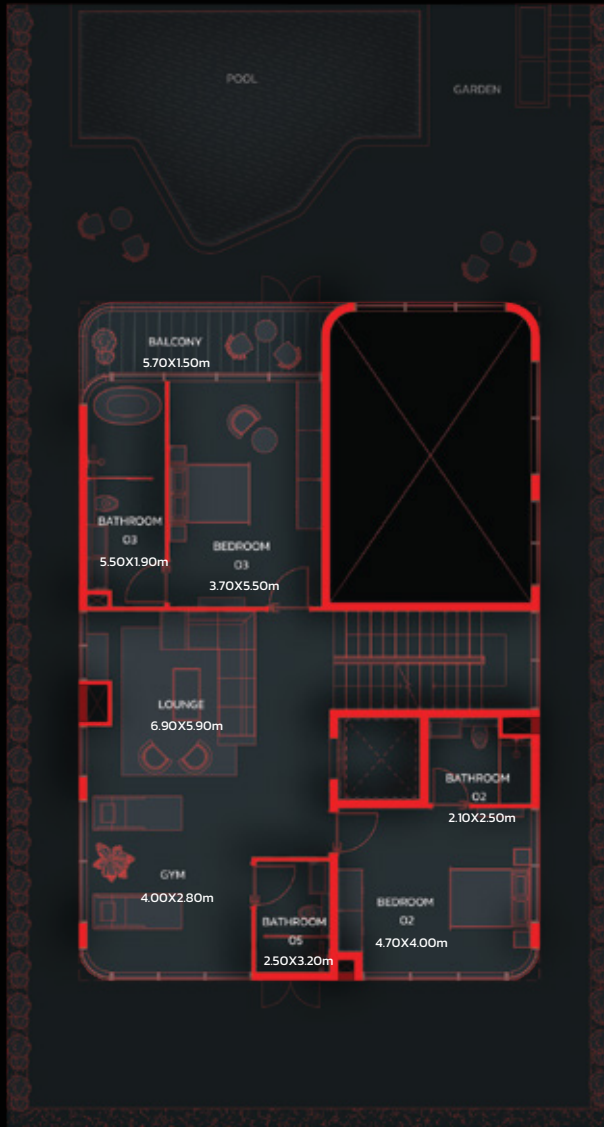 POOL
GARDEN
BALCONY
5.70X1.50m
BATHROOM
03
5.50X1.90m
BEDROOM
03
3.70X5.50m
LOUNGE
6.90X5.90m
BATHROOM
02
2.10X2.50m
GYM
4.00X2.80m
BEDROOM
02
4.70X4.00m
BATHROOM
05
2.50X3.20m